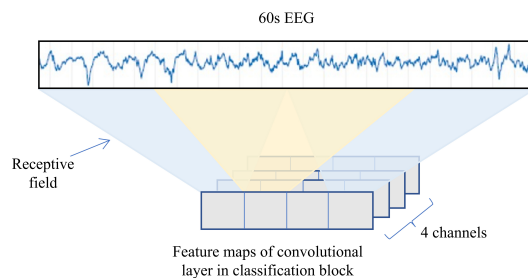 60s EEG
Receptive
field
4 channels
Feature maps of convolutional
layer in classification block